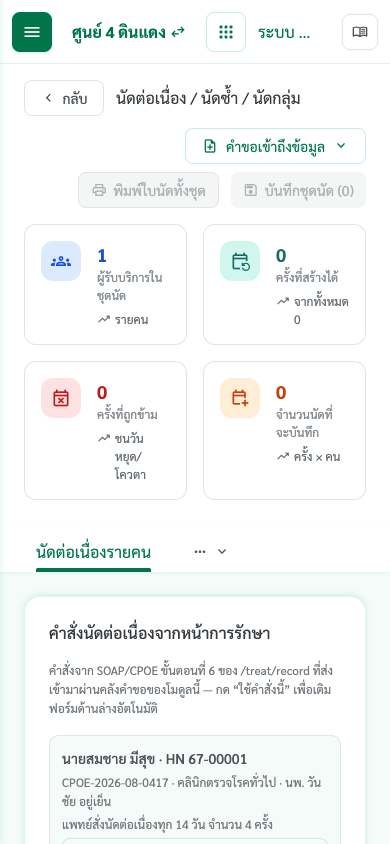 ศูนย์ 4 ดินแดง
ระบบ ...
กลับ
นัดต่อเนื่อง / นัดซ้ำ / นัดกลุ่ม
คำขอเข้าถึงข้อมูล
พิมพ์ใบนัดทั้งชุด
บันทึกชุดนัด (0)
1
ผู้รับบริการใน
ชุดนัด
รายคน
0
ครั้งที่สร้างได้
จากทั้งหมด
0
0
ครั้งที่ถูกข้าม
ชนวัน
หยุด/
โควตา
0
จำนวนนัดที่
จะบันทึก
ครั้ง × คน
นัดต่อเนื่องรายคน
...
คำสั่งนัดต่อเนื่องจากหน้าการรักษา
คำสั่งจาก SOAP/CPOE ขั้นตอนที่ 6 ของ /treat/record ที่ส่ง
เข้ามาผ่านคลังคำขอของโมดูลนี้ — กด “ใช้คำสั่งนี้” เพื่อเติม
ฟอร์มด้านล่างอัตโนมัติ
นายสมชาย มีสุข · HN 67-00001
CPOE-2026-08-0417 · คลินิกตรวจโรคทั่วไป · นพ. วัน
ชัย อยู่เย็น
แพทย์สั่งนัดต่อเนื่องทุก 14 วัน จำนวน 4 ครั้ง